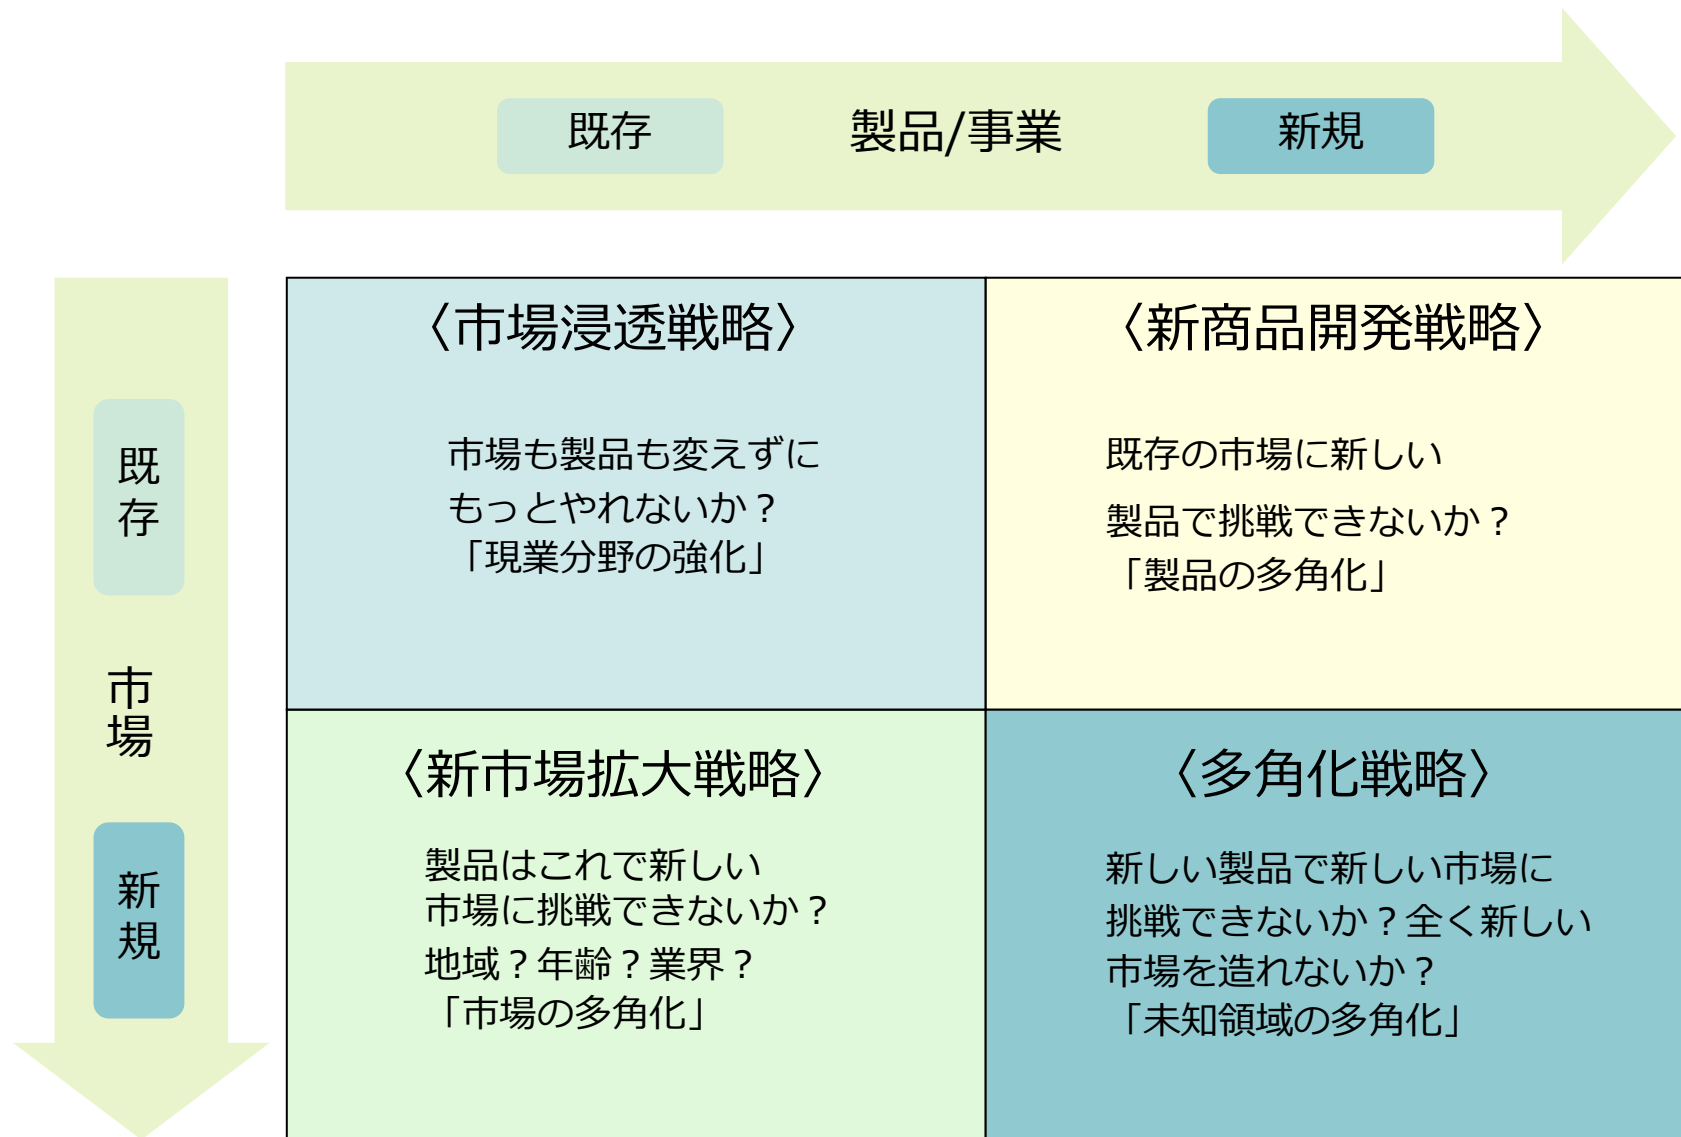 既存
製品/事業
新規
既存
市場
新規
〈市場浸透戦略〉
市場も製品も変えずに
もっとやれないか？
「現業分野の強化」
〈新商品開発戦略〉
既存の市場に新しい
製品で挑戦できないか？
「製品の多角化」
〈新市場拡大戦略〉
製品はこれで新しい
市場に挑戦できないか？
地域？年齢？業界？
「市場の多角化」
〈多角化戦略〉
新しい製品で新しい市場に
挑戦できないか？全く新しい
市場を造れないか？
「未知領域の多角化」